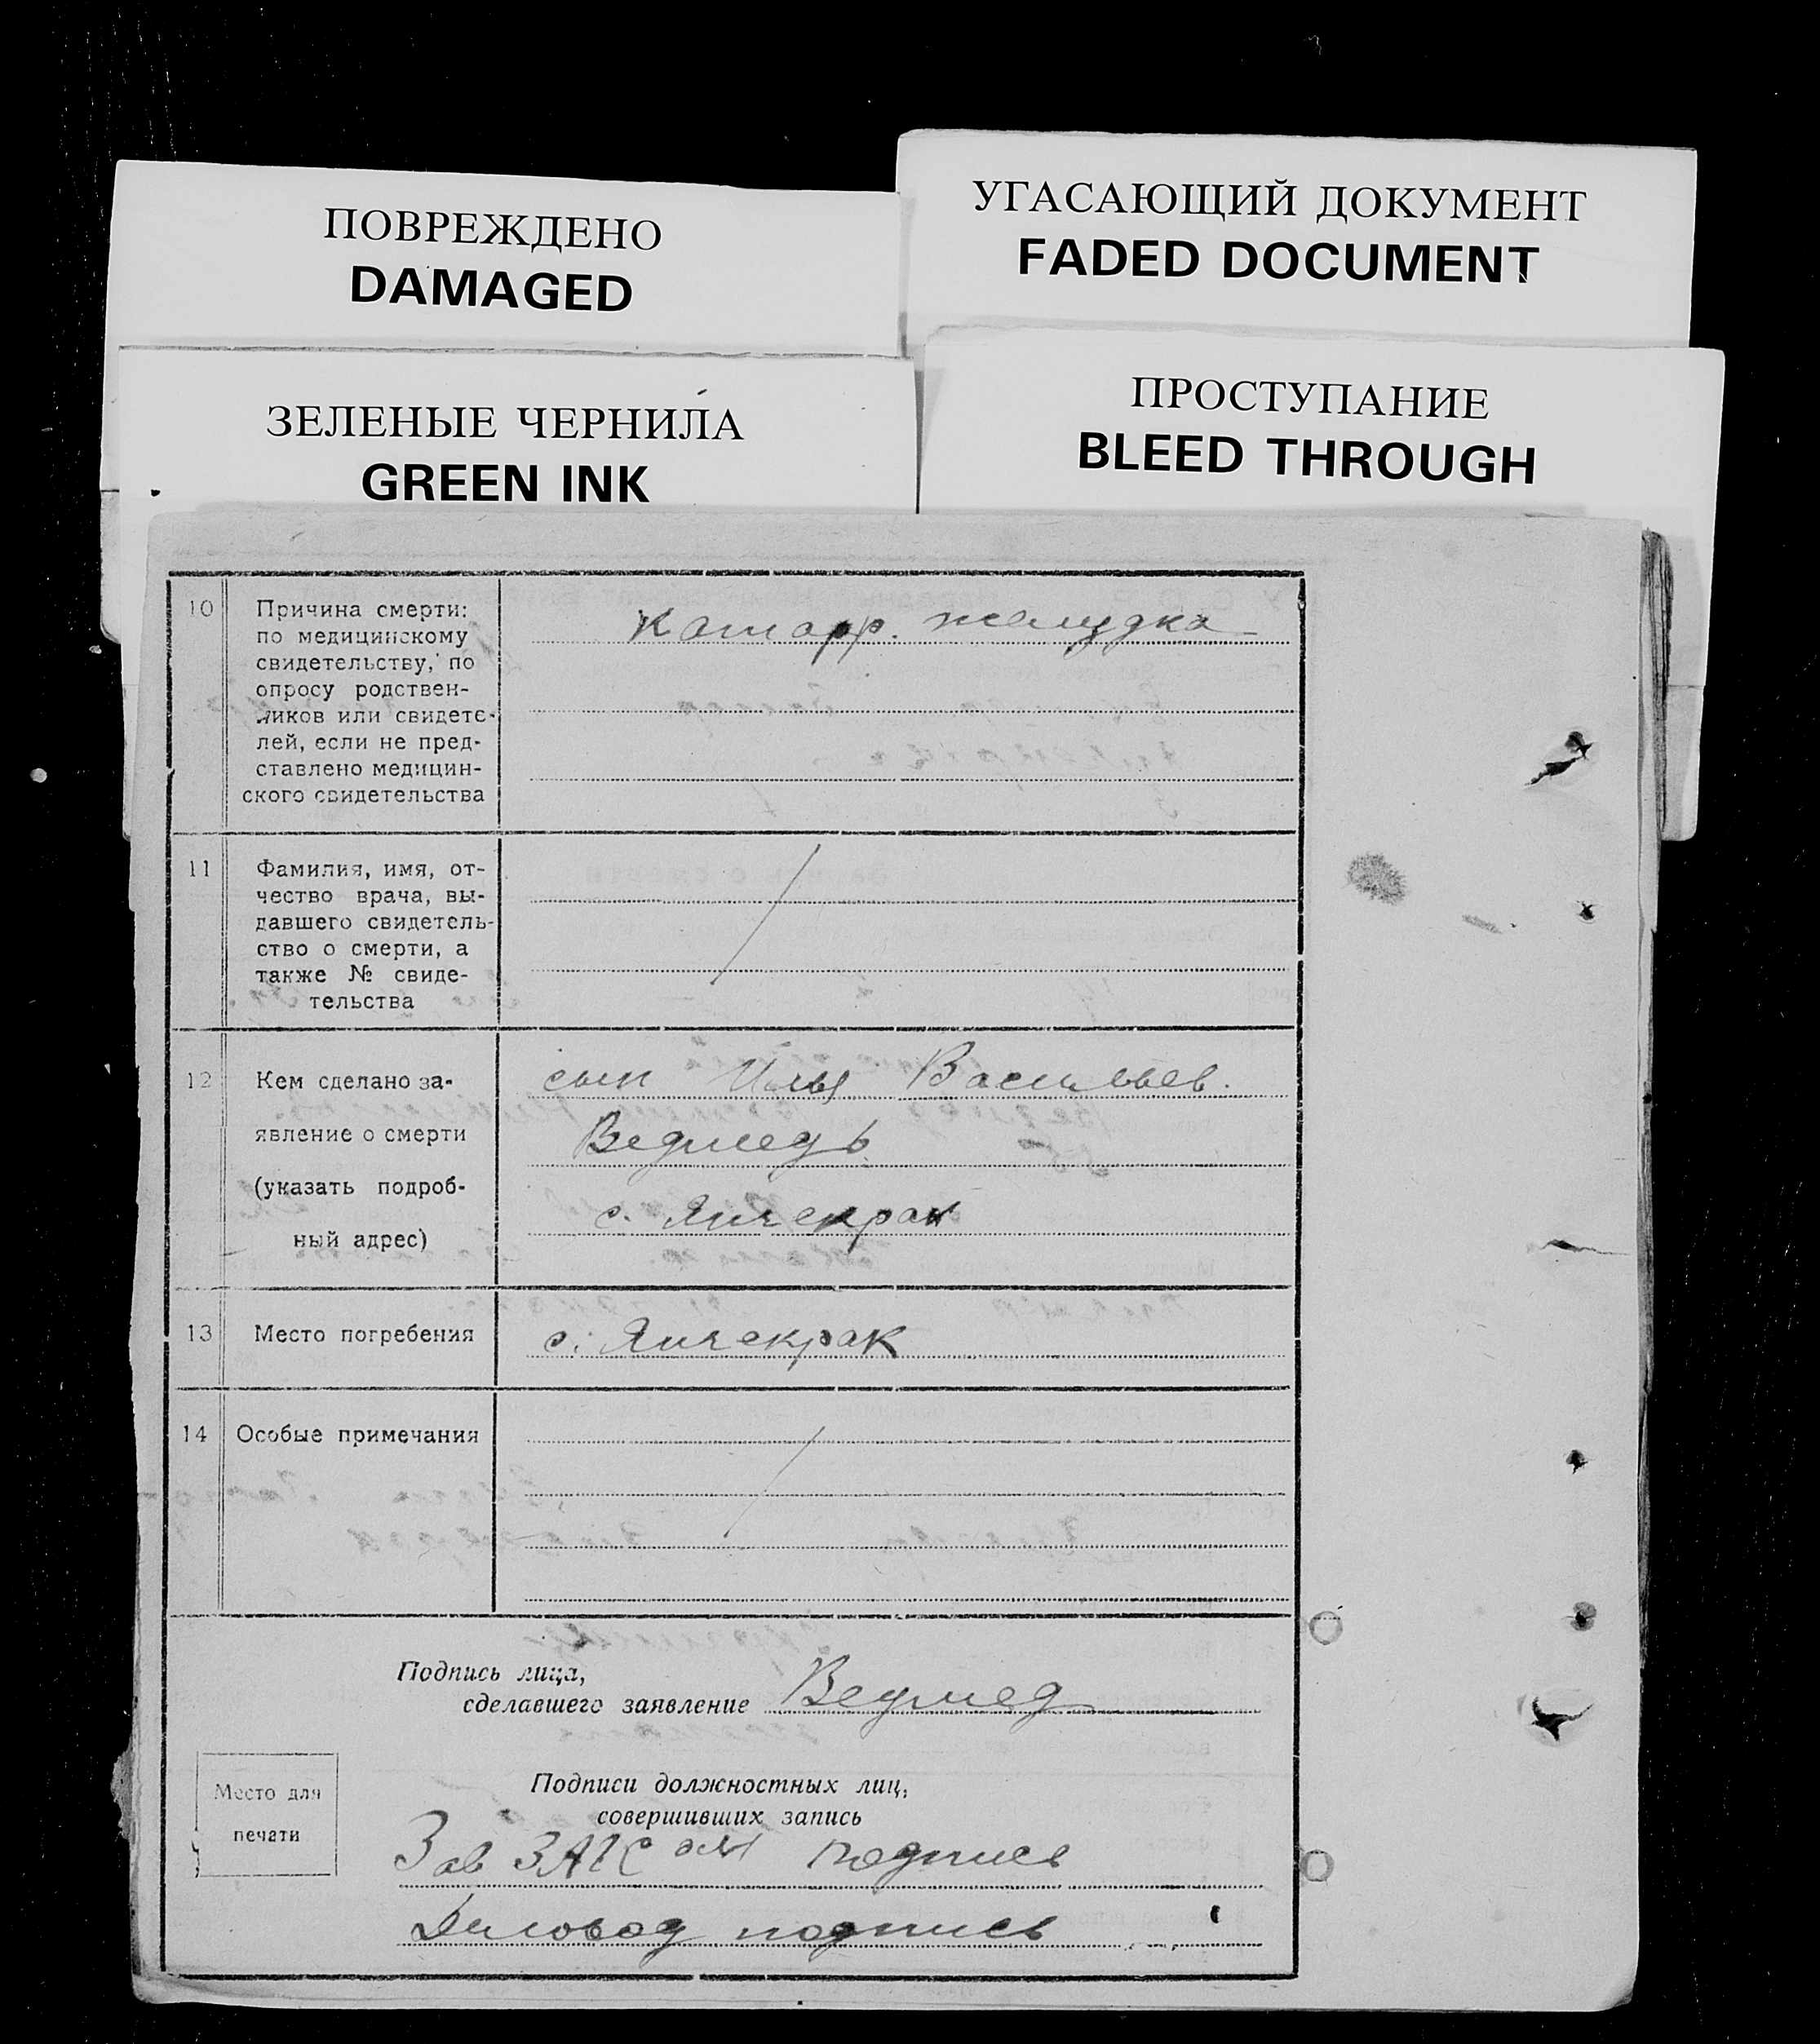 ПОВРЕЖДЕНО
DAMAGED
УГАСАЮЩИЙ ДОКУМЕНТ
FADED DOCUMENT
ЗЕЛЕНЫЕ ЧЕРНИЛА
GREEN INK
ПРОСТУПАНИЕ
BLEED THROUGH
10
Причина смерти:
по медицинскому
свидетельству, по
опросу родствен-
ников или свидете-
лей, если не пред-
ставлено медицин-
ского свидетельства
Катарр. желудка
11
Фамилия, имя, от-
чество врача, вы-
давшего свидетель-
ство о смерти, а
также № свиде-
тельства
12
Кем сделано за-
явление о смерти
(указать подроб-
ный адрес)
сын Илья Васильев.
Ведмедь
с. Янчекрак
13
Место погребения
с. Янчекрак
14
Особые примечания
Подпись лица,
сделавшего заявление Ведмед
Место для
печати
Подписи должностных лиц,
совершивших запись
Зав ЗАГСом подпись
Диловод подпись